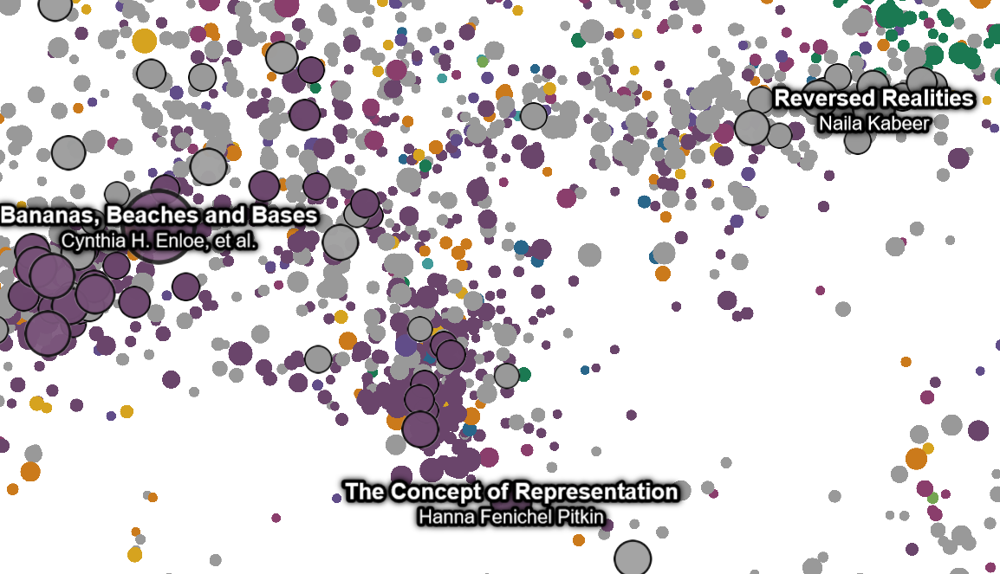 Reversed Realities
Naila Kabeer
Bananas, Beaches and Bases
Cynthia H. Enloe, et al.
The Concept of Representation
Hanna Fenichel Pitkin